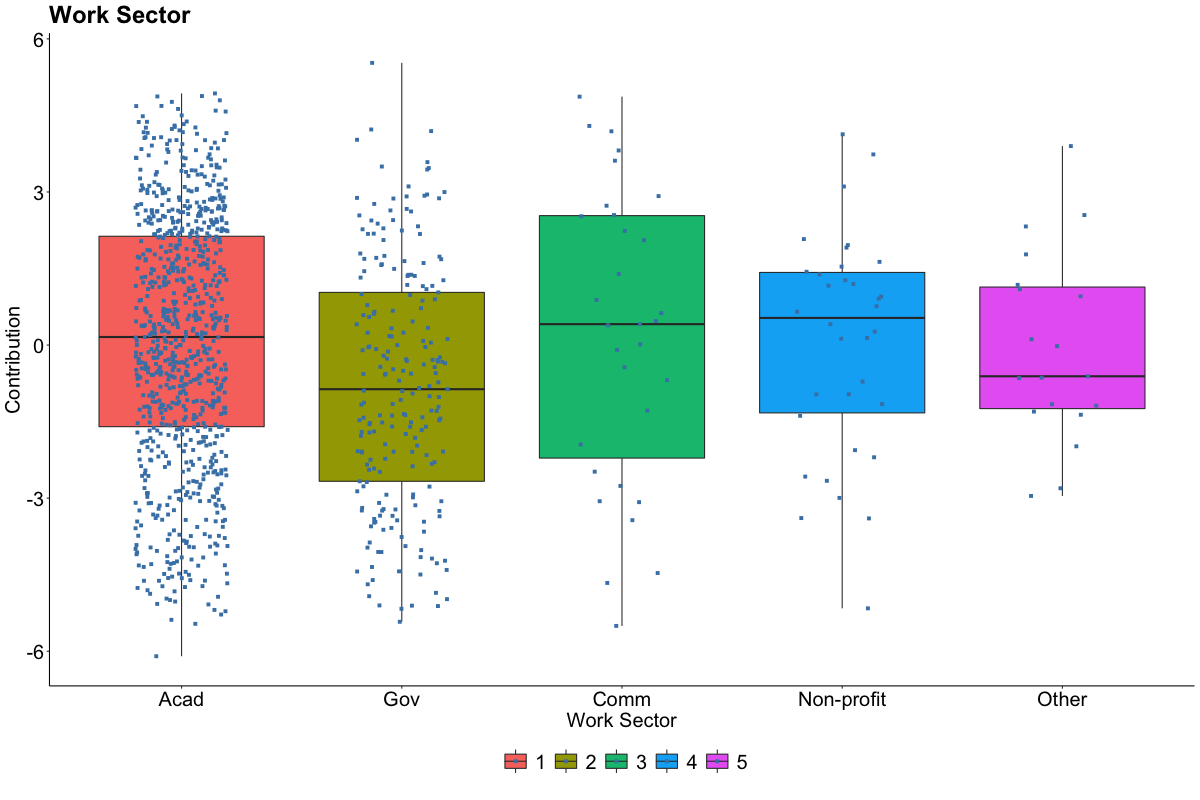 Work Sector
6
3
0
-3
-6
Contribution
Acad Gov Comm Non-profit Other
Work Sector
1 2 3 4 5